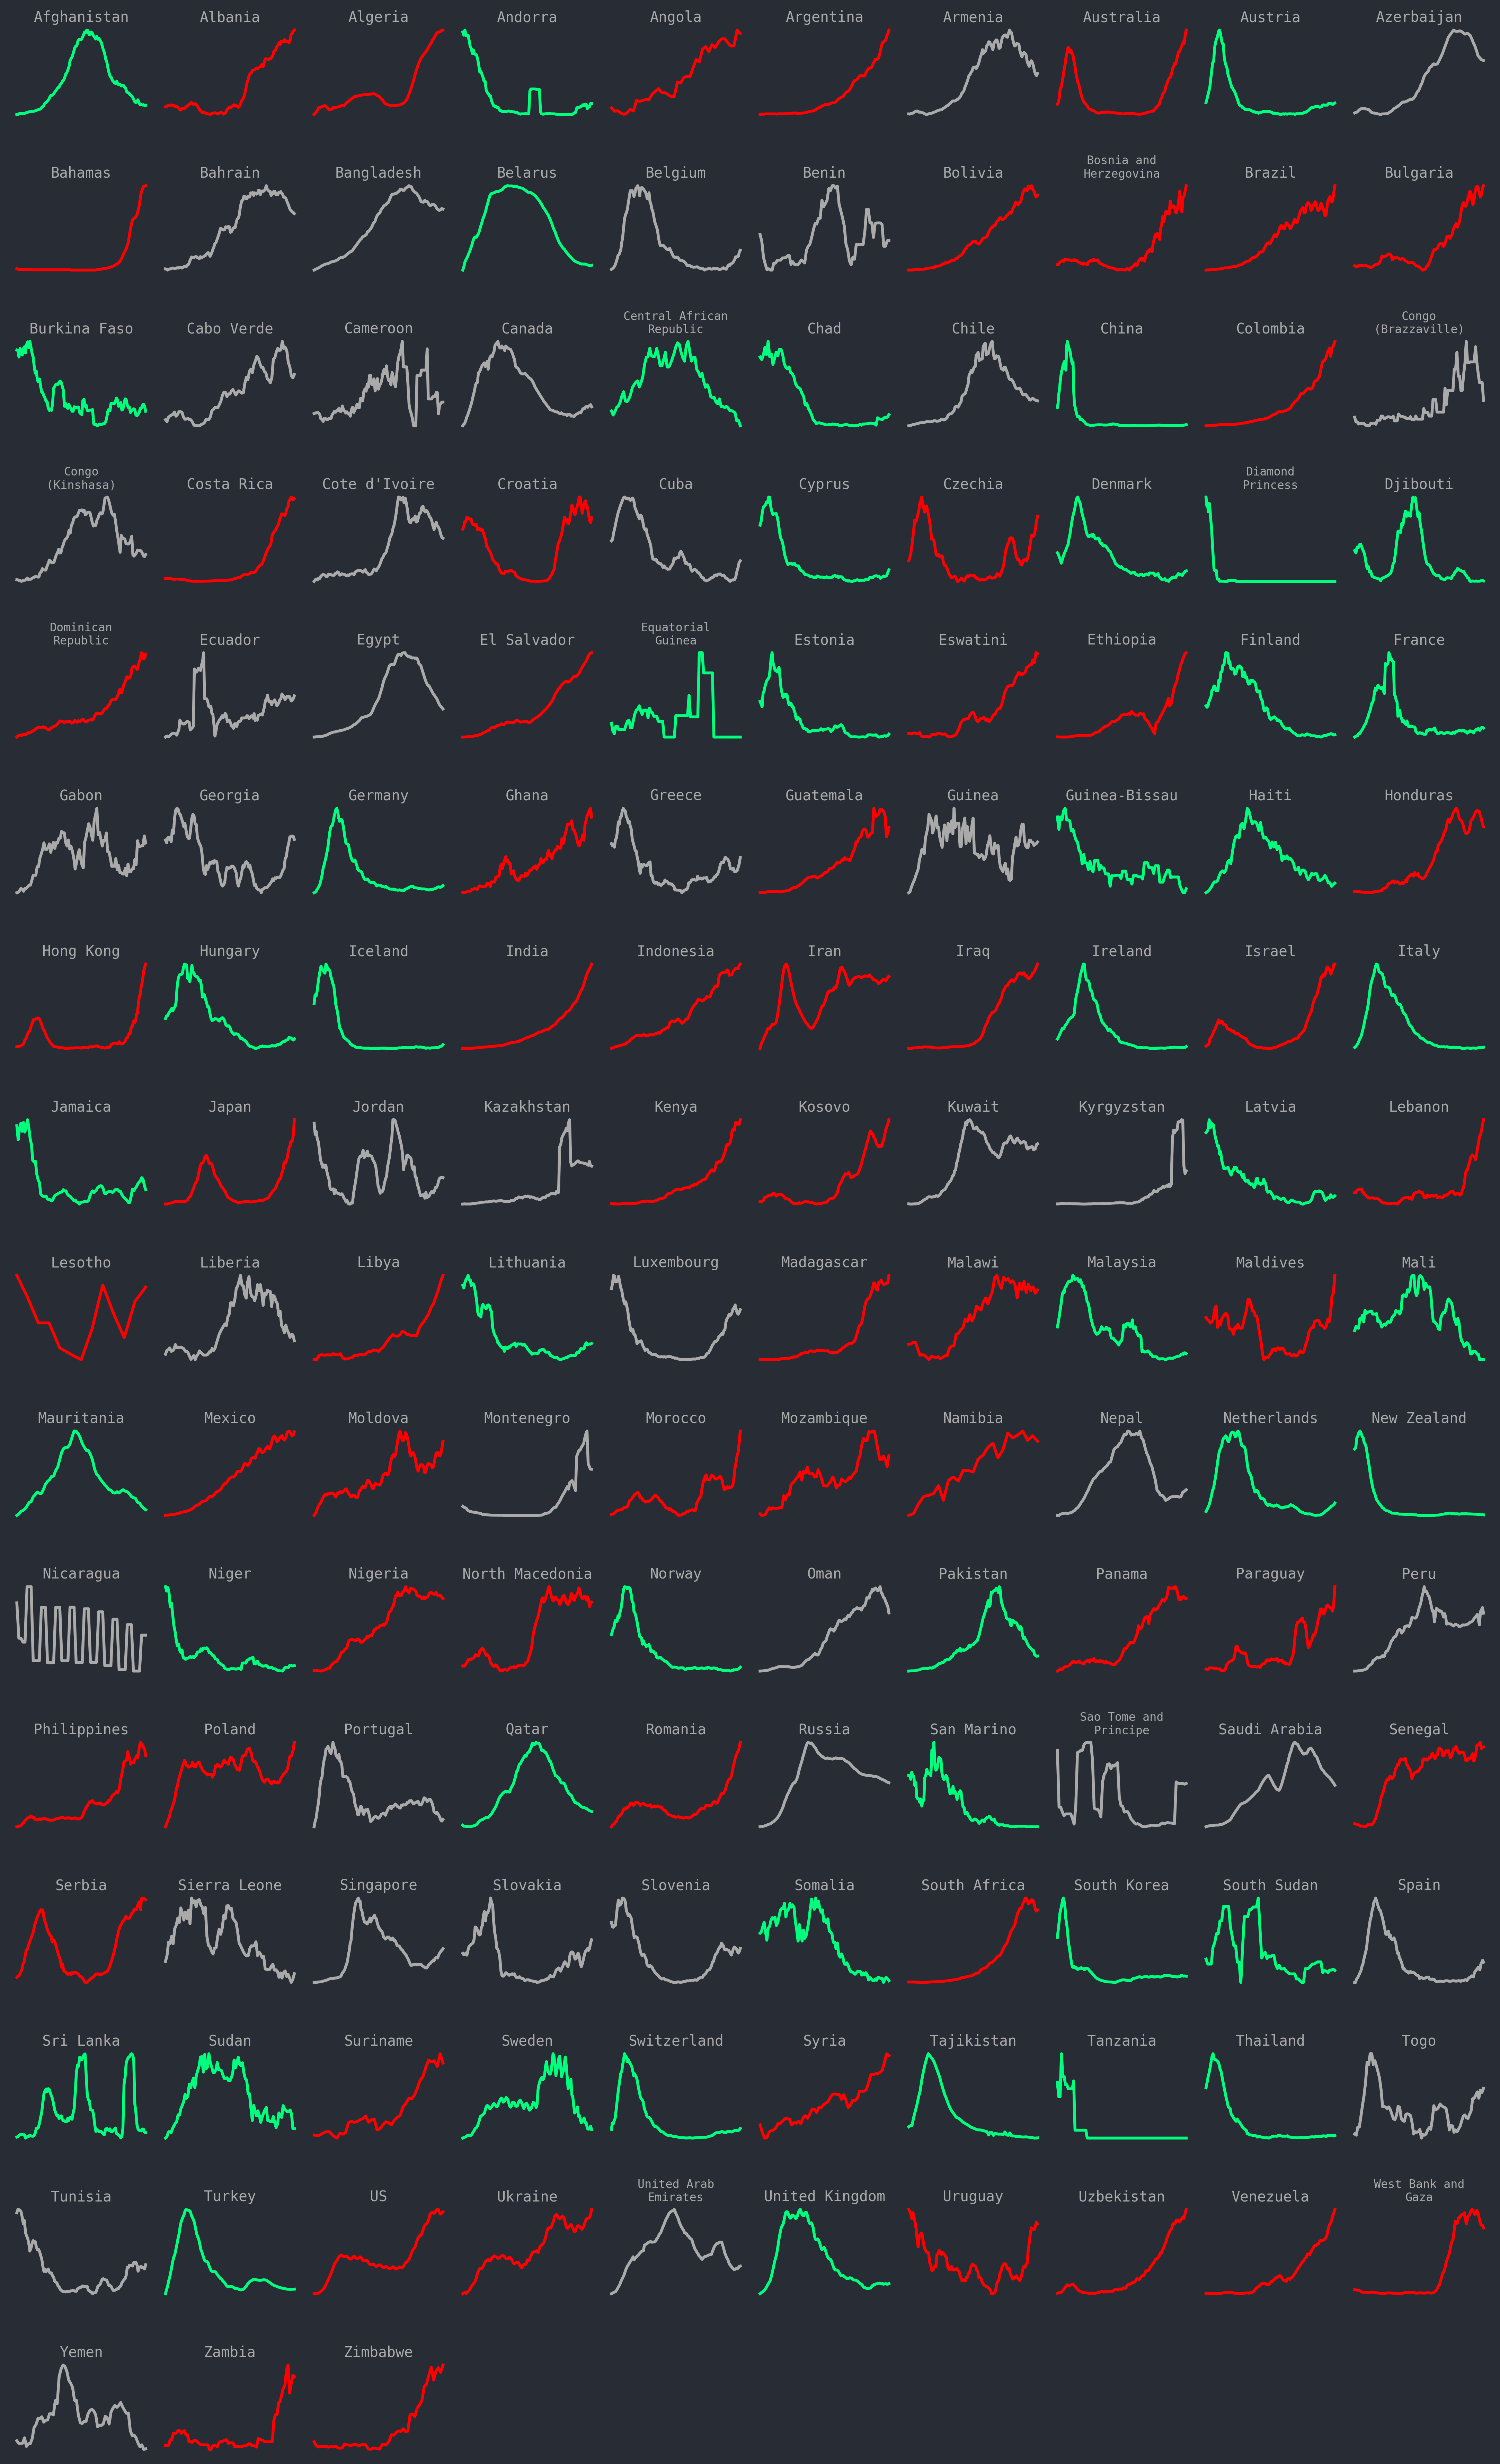 Afghanistan
Albania
Algeria
Andorra
Angola
Argentina
Armenia
Australia
Austria
Azerbaijan
Bahamas
Bahrain
Bangladesh
Belarus
Belgium
Benin
Bolivia
Bosnia and
Herzegovina
Brazil
Bulgaria
Burkina Faso
Cabo Verde
Cameroon
Canada
Central African
Republic
Chad
Chile
China
Colombia
Congo
(Brazzaville)
Congo
(Kinshasa)
Costa Rica
Cote d'Ivoire
Croatia
Cuba
Cyprus
Czechia
Denmark
Diamond
Princess
Djibouti
Dominican
Republic
Ecuador
Egypt
El Salvador
Equatorial
Guinea
Estonia
Eswatini
Ethiopia
Finland
France
Gabon
Georgia
Germany
Ghana
Greece
Guatemala
Guinea
Guinea-Bissau
Haiti
Honduras
Hong Kong
Hungary
Iceland
India
Indonesia
Iran
Iraq
Ireland
Israel
Italy
Jamaica
Japan
Jordan
Kazakhstan
Kenya
Kosovo
Kuwait
Kyrgyzstan
Latvia
Lebanon
Lesotho
Liberia
Libya
Lithuania
Luxembourg
Madagascar
Malawi
Malaysia
Maldives
Mali
Mauritania
Mexico
Moldova
Montenegro
Morocco
Mozambique
Namibia
Nepal
Netherlands
New Zealand
Nicaragua
Niger
Nigeria
North Macedonia
Norway
Oman
Pakistan
Panama
Paraguay
Peru
Philippines
Poland
Portugal
Qatar
Romania
Russia
San Marino
Sao Tome and
Principe
Saudi Arabia
Senegal
Serbia
Sierra Leone
Singapore
Slovakia
Slovenia
Somalia
South Africa
South Korea
South Sudan
Spain
Sri Lanka
Sudan
Suriname
Sweden
Switzerland
Syria
Tajikistan
Tanzania
Thailand
Togo
Tunisia
Turkey
US
Ukraine
United Arab
Emirates
United Kingdom
Uruguay
Uzbekistan
Venezuela
West Bank and
Gaza
Yemen
Zambia
Zimbabwe